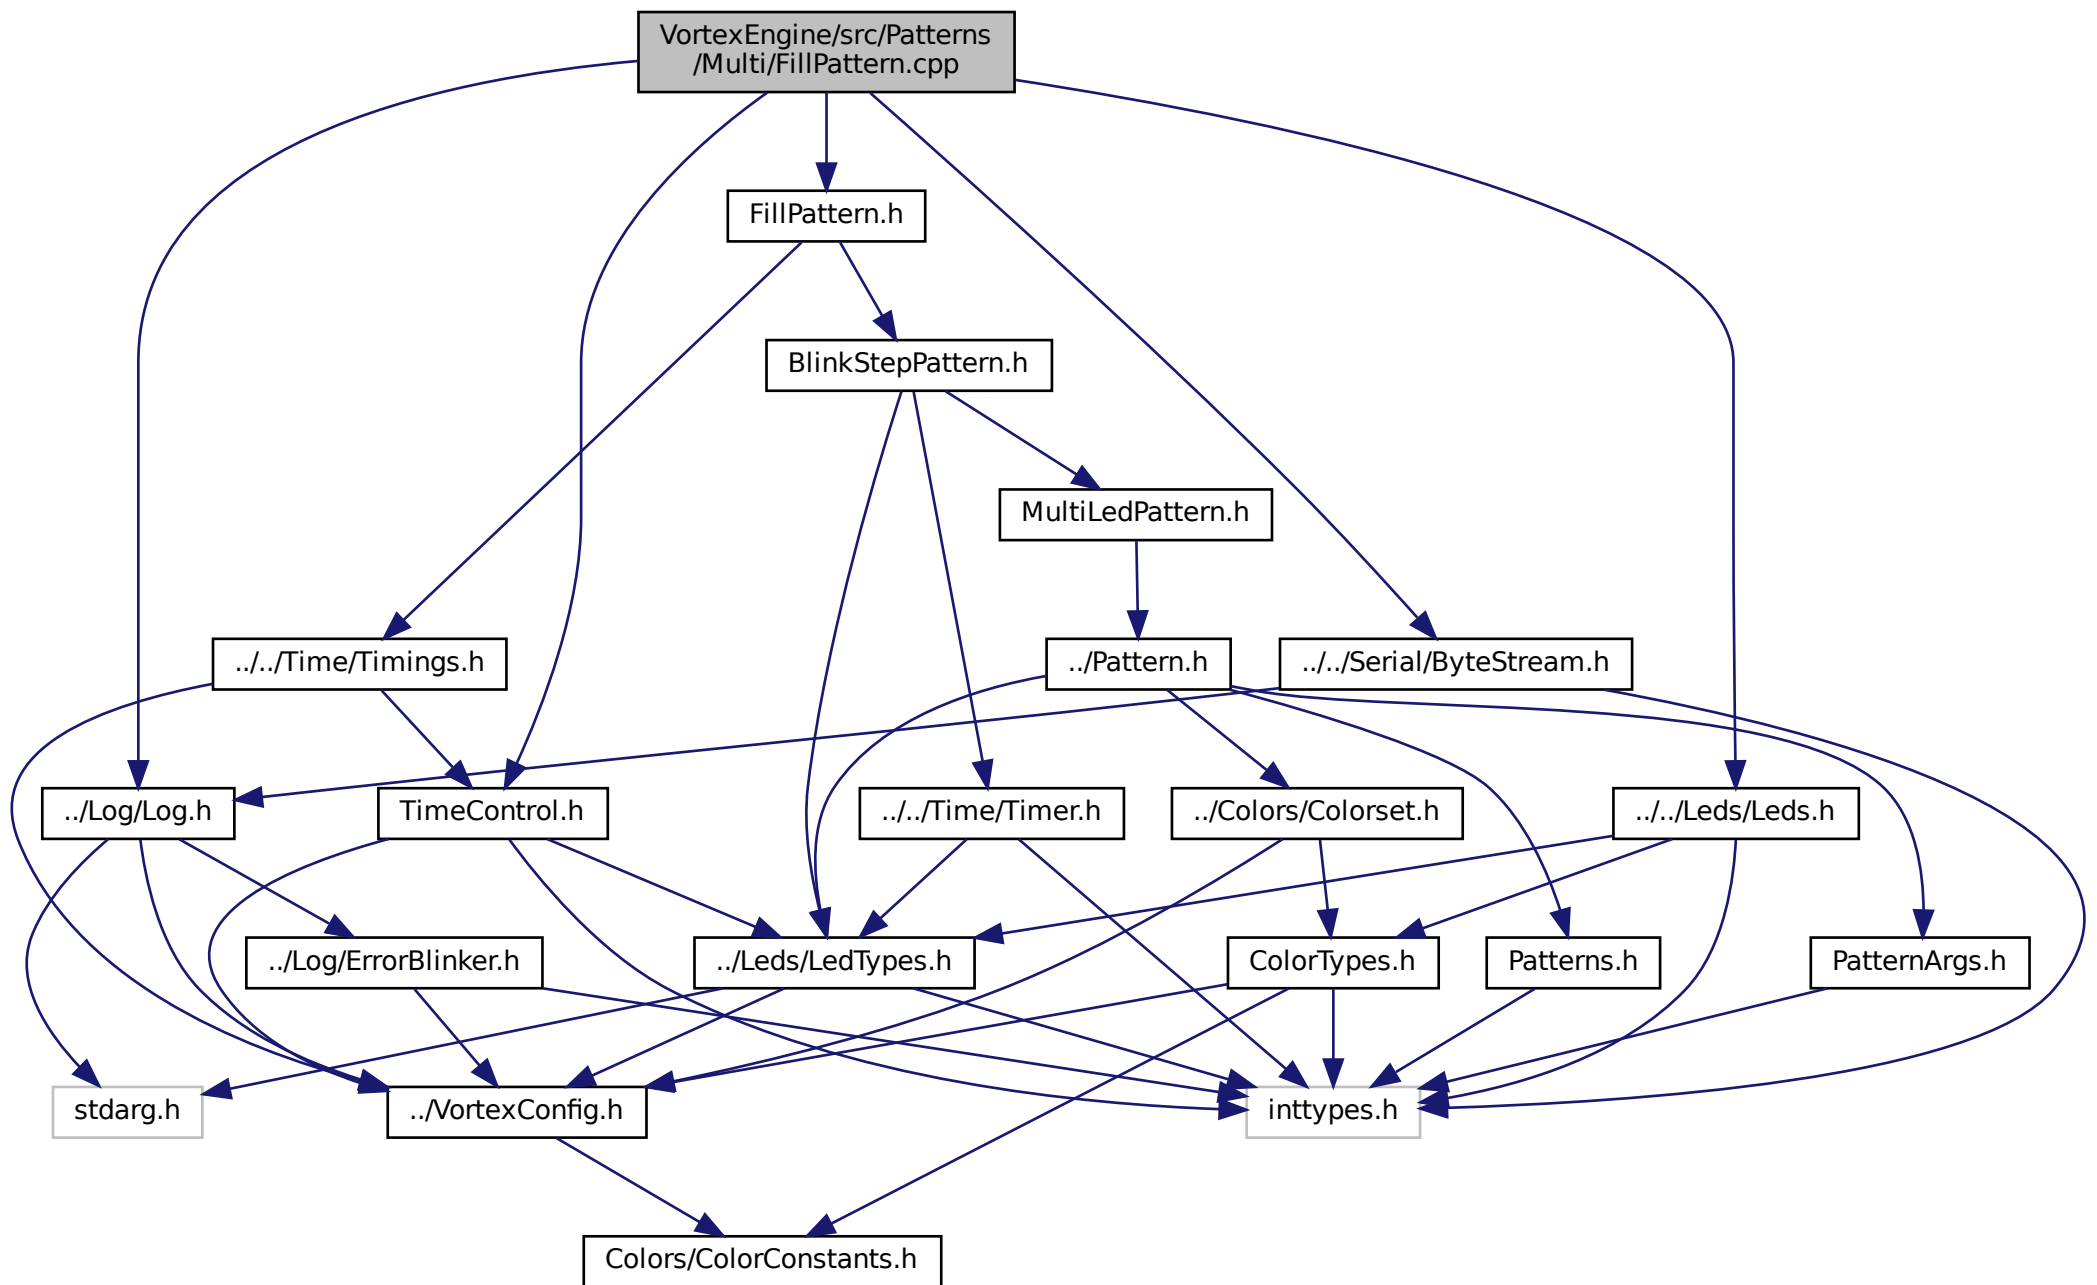 VortexEngine/src/Patterns
/Multi/FillPattern.cpp
FillPattern.h
BlinkStepPattern.h
MultiLedPattern.h
../../Time/Timings.h
../Pattern.h
../../Serial/ByteStream.h
../Log/Log.h
TimeControl.h
../../Time/Timer.h
../Colors/Colorset.h
../../Leds/Leds.h
../Log/ErrorBlinker.h
../Leds/LedTypes.h
ColorTypes.h
Patterns.h
PatternArgs.h
stdarg.h
../VortexConfig.h
inttypes.h
Colors/ColorConstants.h